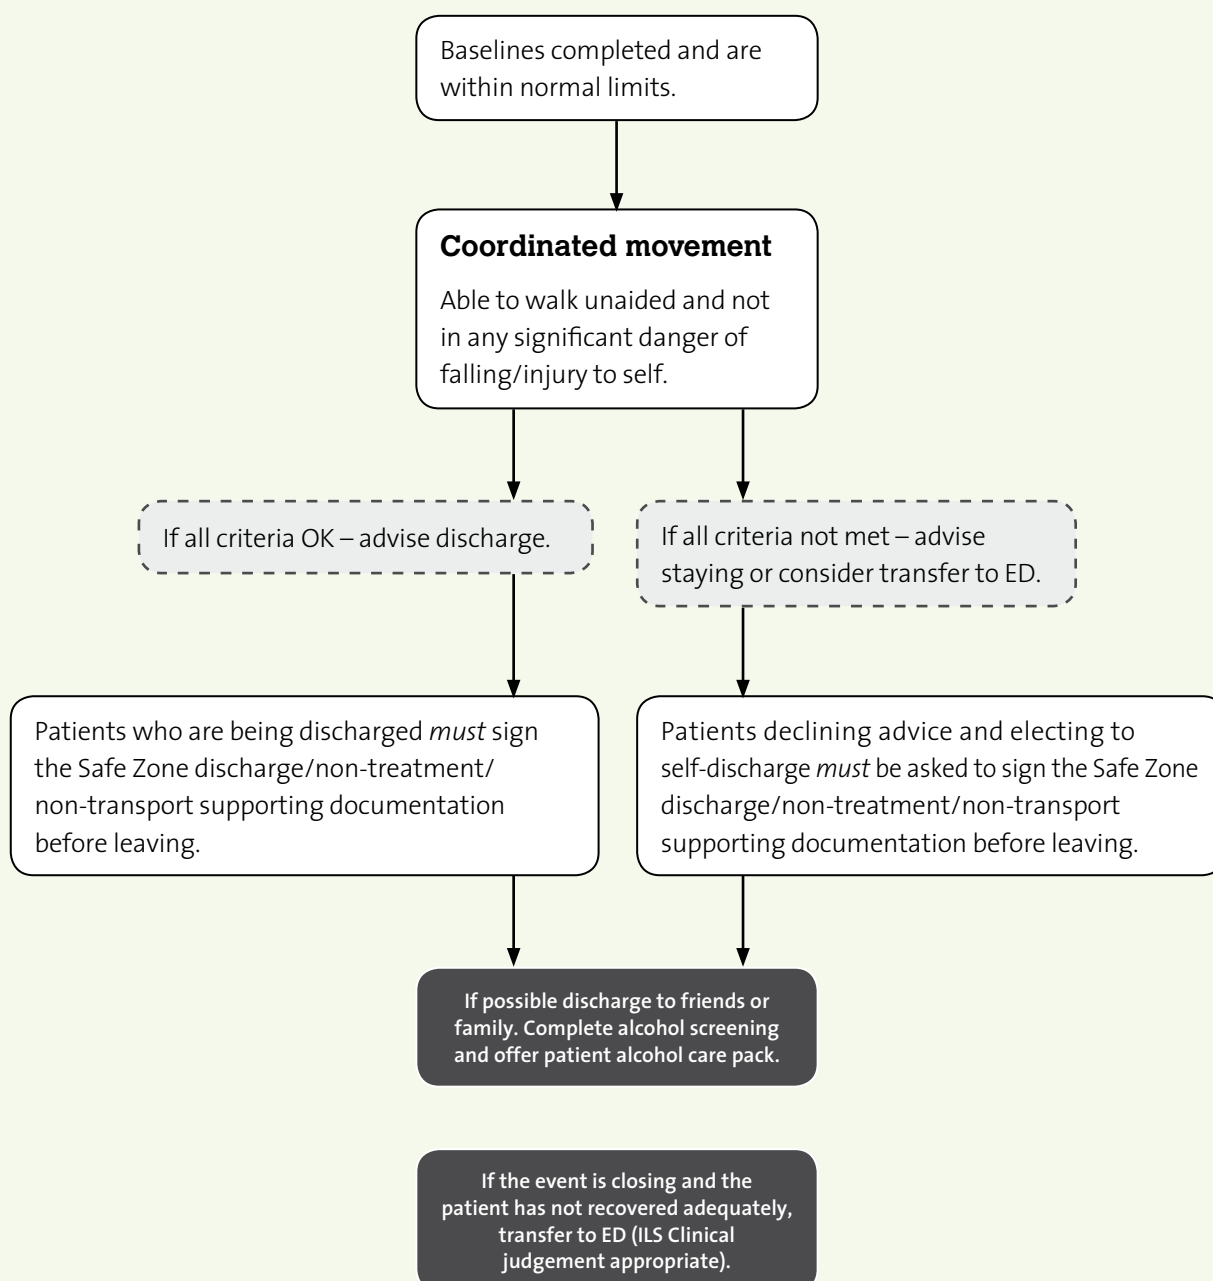 Baselines completed and are
within normal limits.
Coordinated movement
Able to walk unaided and not
in any significant danger of
falling/injury to self.
If all criteria OK – advise discharge.
If all criteria not met – advise
staying or consider transfer to ED.
Patients who are being discharged must sign
the Safe Zone discharge/non-treatment/
non-transport supporting documentation
before leaving.
Patients declining advice and electing to
self-discharge must be asked to sign the Safe Zone
discharge/non-treatment/non-transport
supporting documentation before leaving.
If possible discharge to friends or
family. Complete alcohol screening
and offer patient alcohol care pack.
If the event is closing and the
patient has not recovered adequately,
transfer to ED (ILS Clinical
judgement appropriate).